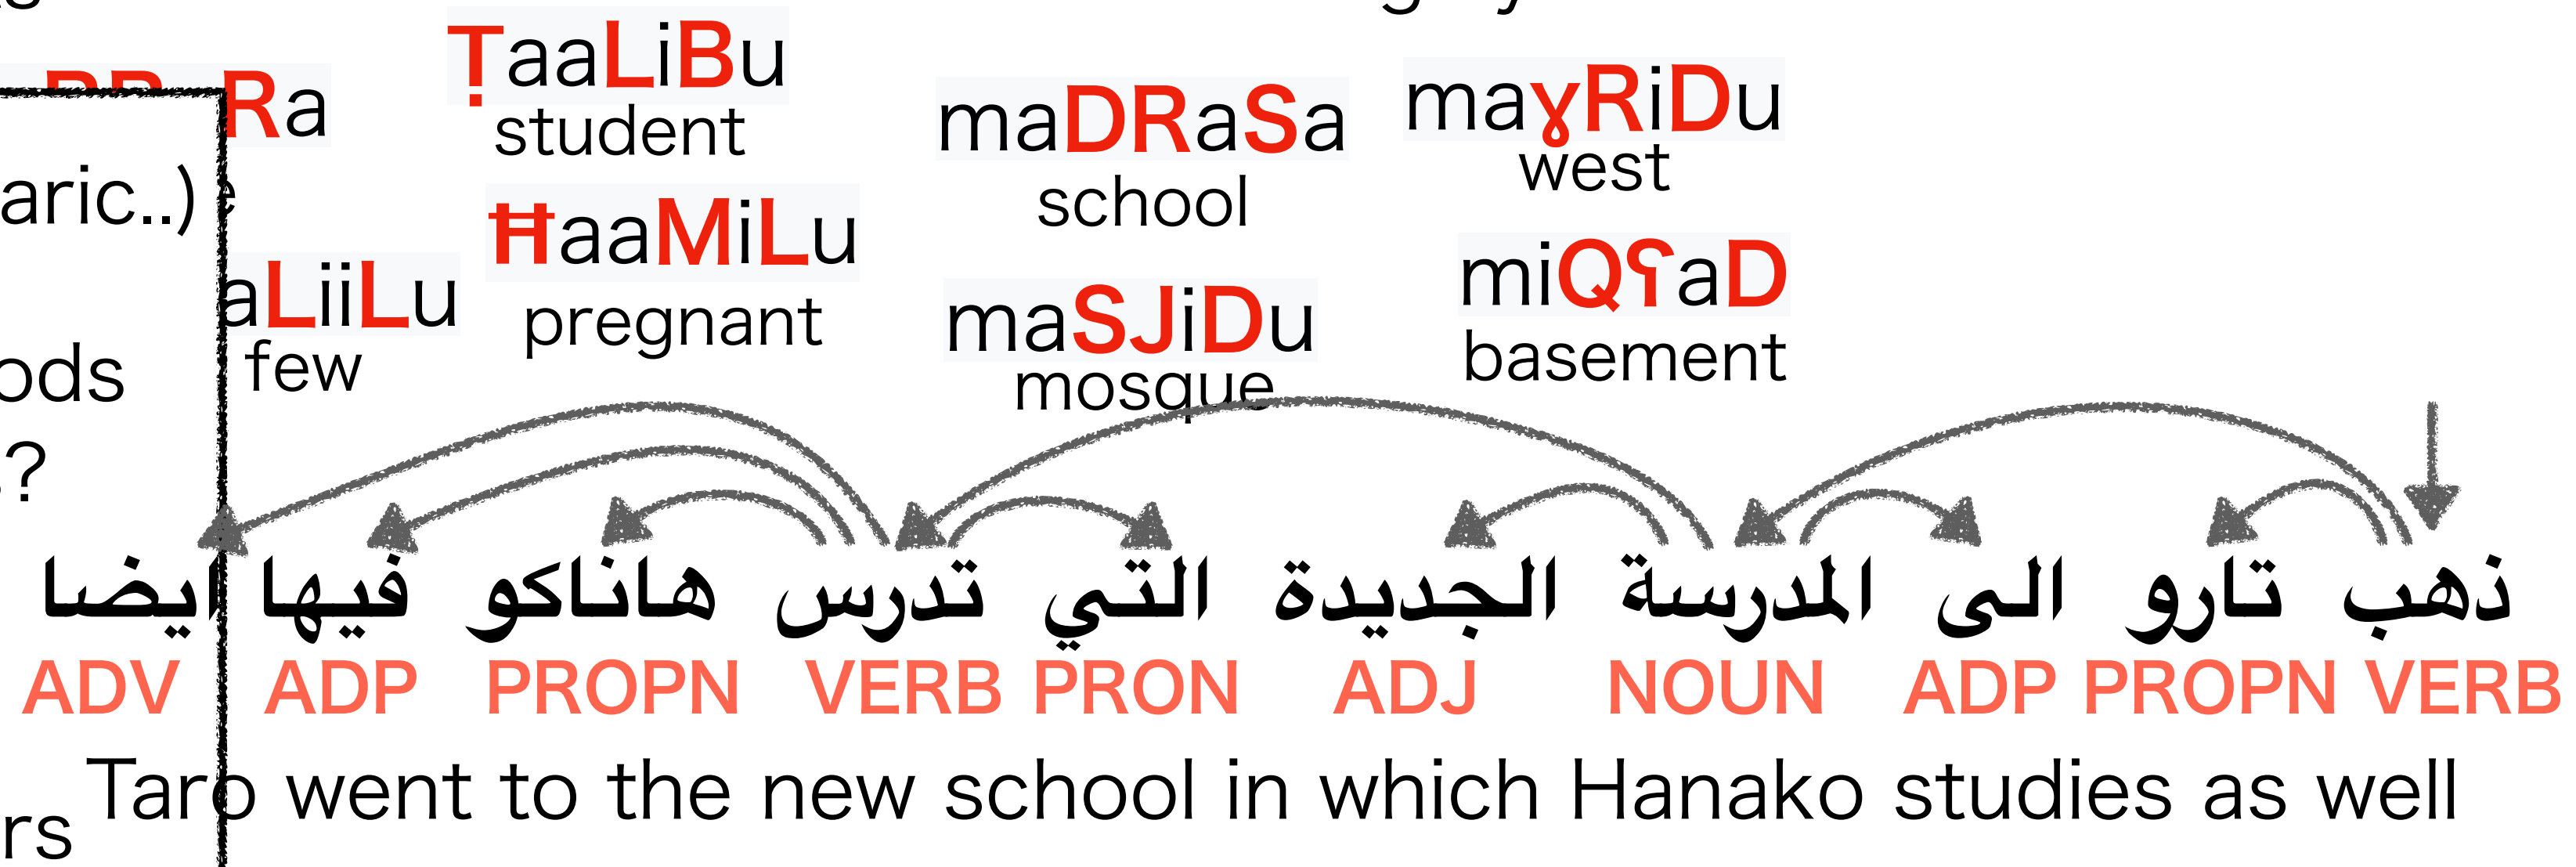 ṬaaLiBu
student
maDRaSa
school
maɣRiDu
west
Ra
aric..)
ĦaaMiLu
pregnant
miQʕaD
basement
aLiiLu
few
maSJiDu
mosque
ods
?
ذهب تارو الى المدرسة الجديدة التي تدرس هاناكو فيها ايضا
ADV ADP PROPN VERB PRON ADJ NOUN ADP PROPN VERB
Taro went to the new school in which Hanako studies as well
rs